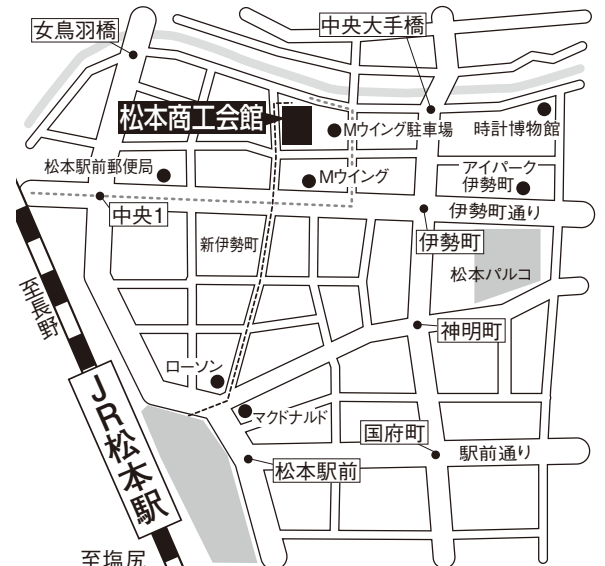 女鳥羽橋
中央大手橋
松本商工会館
Mウイング駐車場
時計博物館
松本駅前郵便局
Mウイング
アイパーク
伊勢町
中央1
伊勢町通り
伊勢町
新伊勢町
松本パルコ
至長野
神明町
ローソン
JR松本駅
マクドナルド
国府町
駅前通り
松本駅前
至塩尻